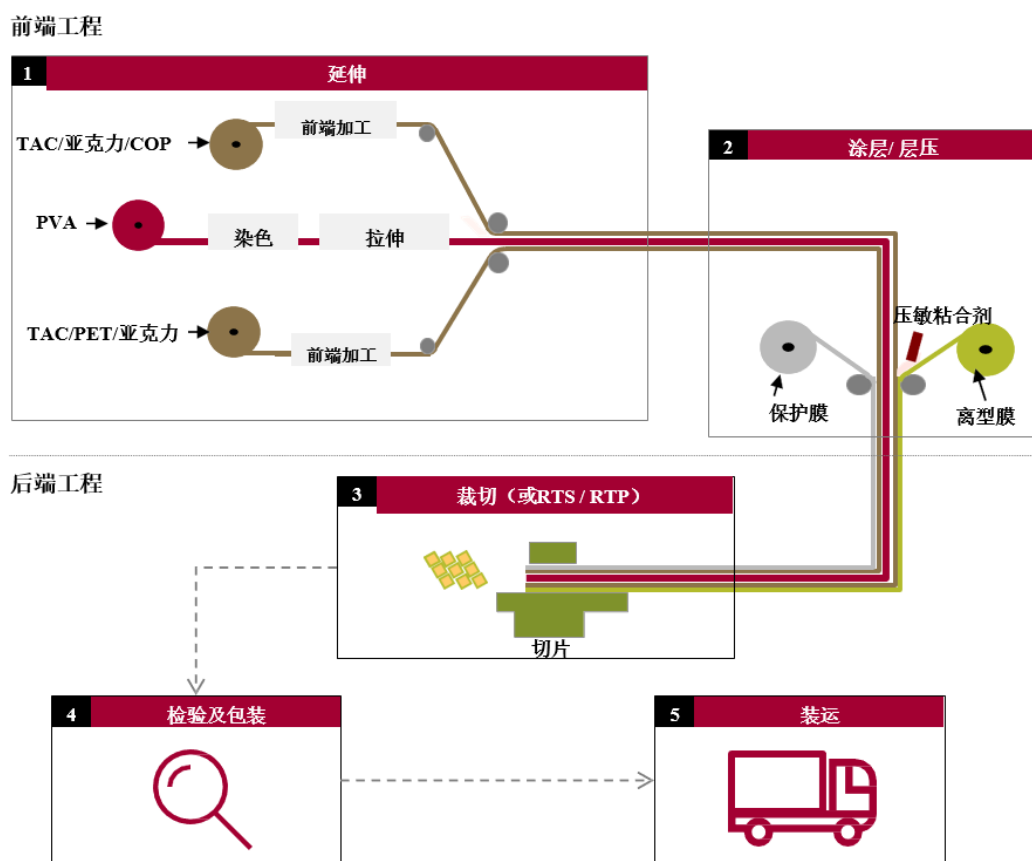 前端工程
1 延伸
TAC/亚克力/COP
前端加工
PVA
染色
拉伸
TAC/PET/亚克力
前端加工
2 涂层/ 层压
压敏粘合剂
保护膜
离型膜
后端工程
3 裁切（或RTS / RTP）
切片
4 检验及包装
5 装运